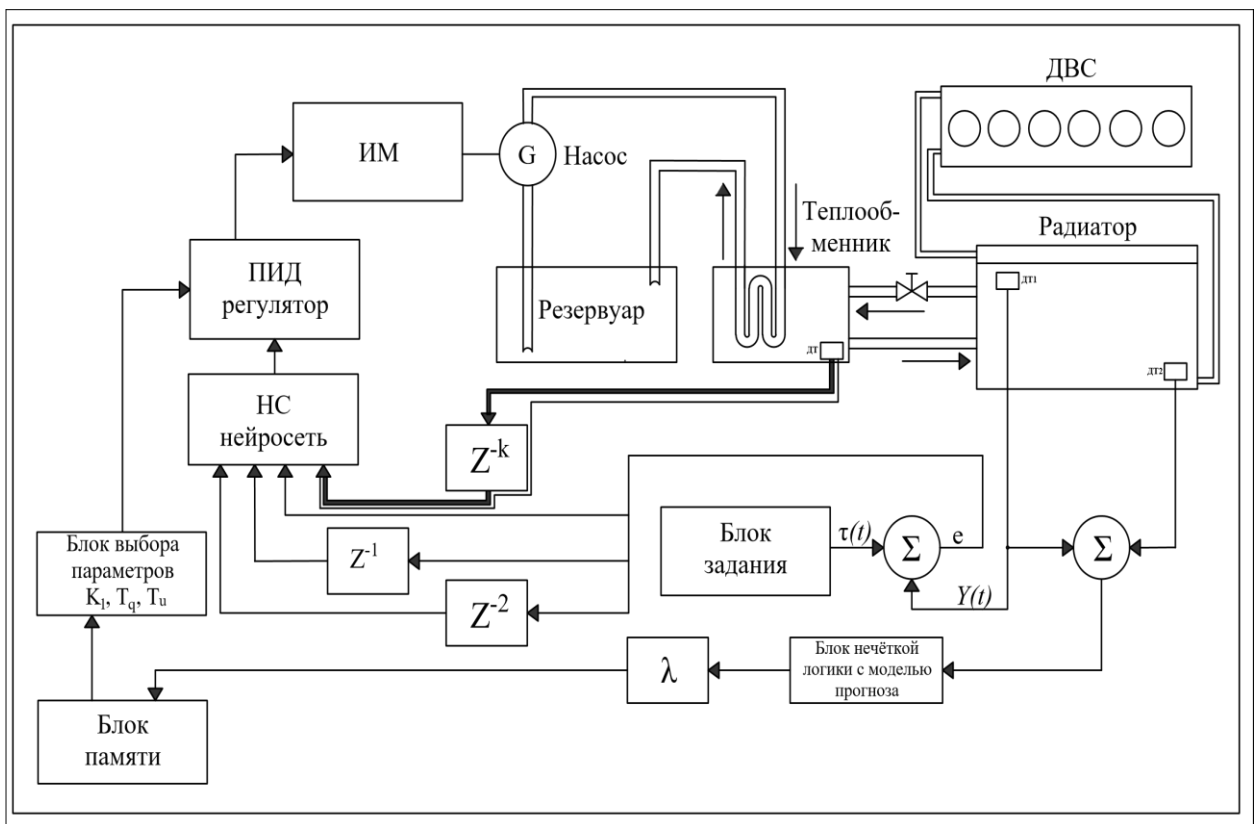 ДВС
ИМ
G
Насос
Теплооб-
менник
Радиатор
ПИД
регулятор
Резервуар
ДТ1
ДТ
ДТ2
НС
нейросеть
Z-k
Блок выбора
параметров
K1, Tq, Tu
Z-1
Z-2
Блок
задания
τ(t)
Σ
e
Y(t)
Σ
Блок нечёткой
логики с моделью
прогноза
λ
Блок
памяти